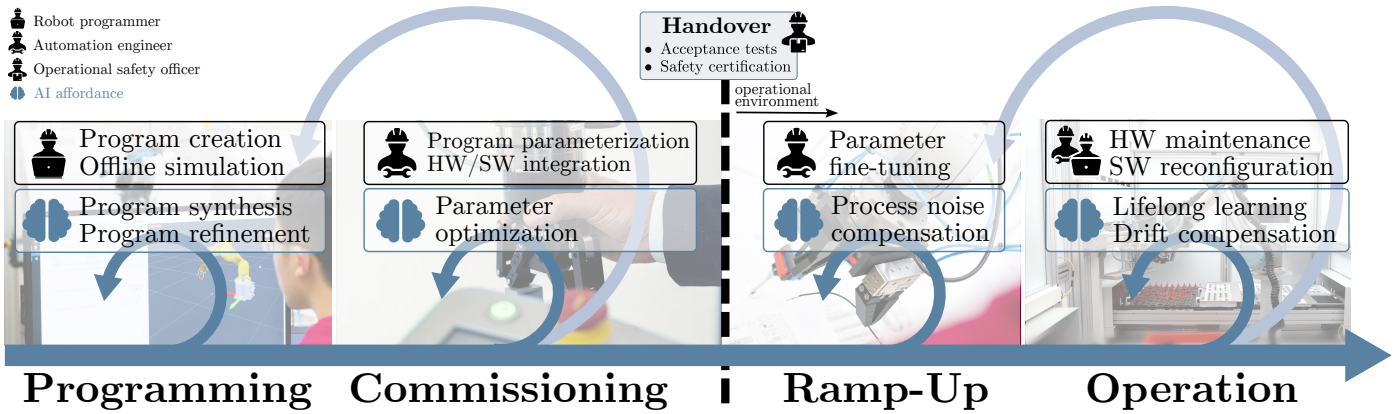 Robot programmer
Automation engineer
Operational safety officer
AI affordance
Handover
• Acceptance tests
• Safety certification
operational
environment
Program creation
Offline simulation
Program synthesis
Program refinement
Program parameterization
HW/SW integration
Parameter
optimization
Parameter
fine-tuning
Process noise
compensation
HW maintenance
SW reconfiguration
Lifelong learning
Drift compensation
Programming
Commissioning
Ramp-Up
Operation